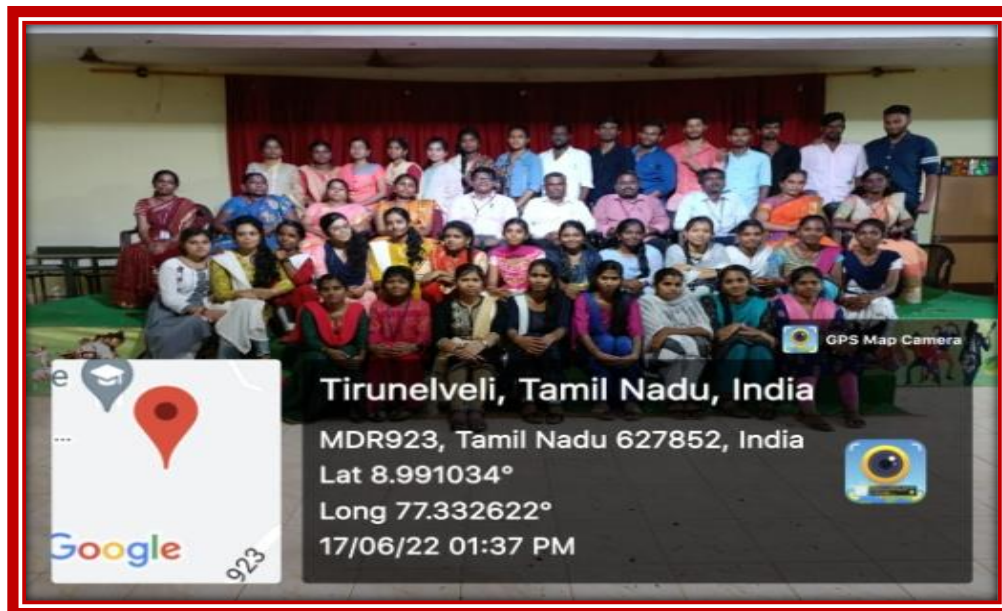 GPS Map Camera
Tirunelveli, Tamil Nadu, India
MDR923, Tamil Nadu 627852, India
Lat 8.991034°
Long 77.332622°
17/06/22 01:37 PM
e
...
Google
923